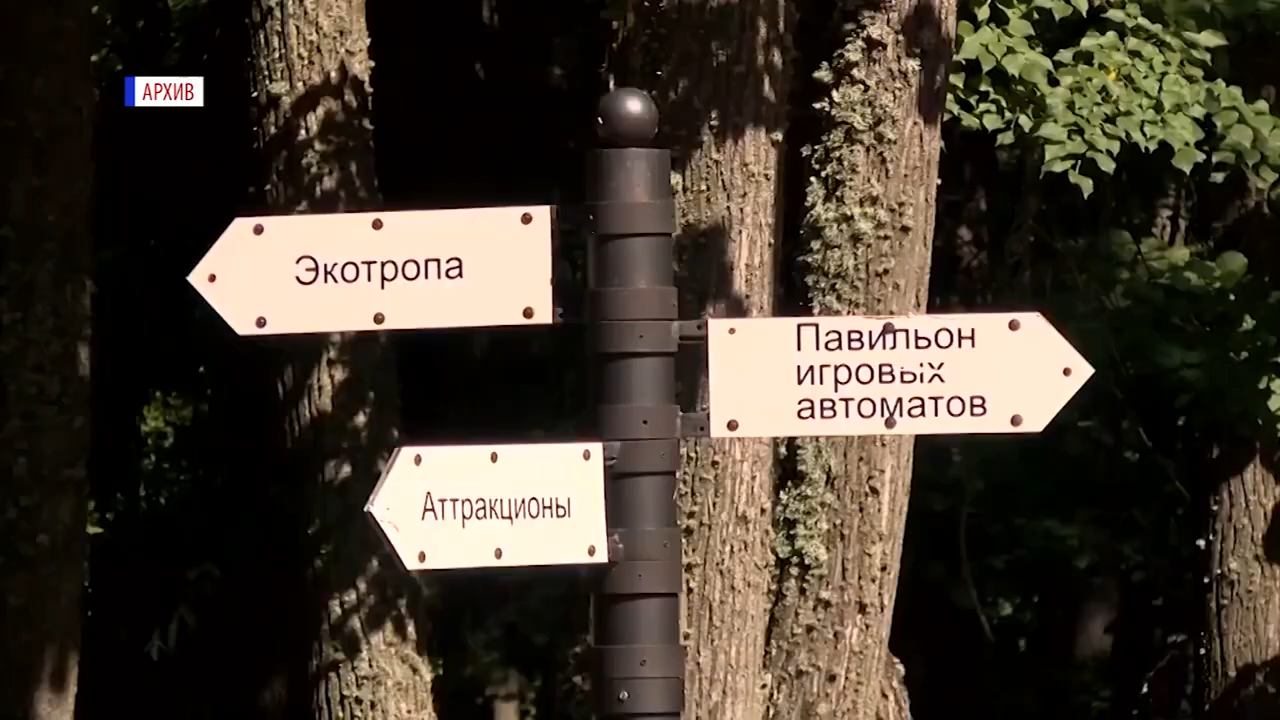 АРХИВ
Экотропа
Павильон
игровых
автоматов
Аттракционы